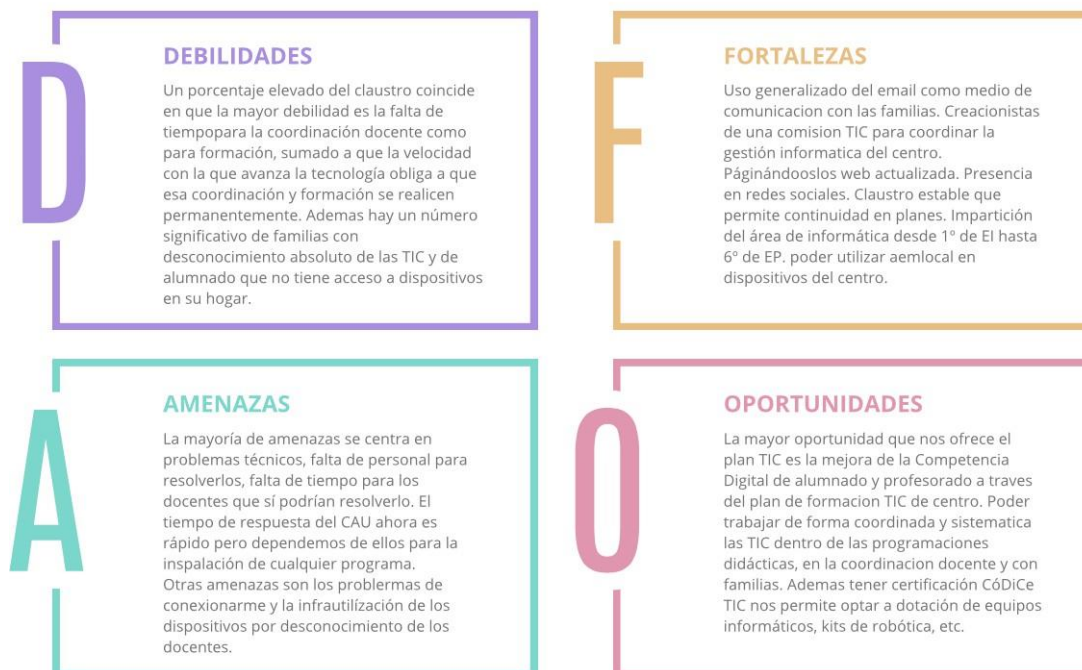 D
DEBILIDADES
Un porcentaje elevado del claustro coincide
en que la mayor debilidad es la falta de
tiempopara la coordinación docente como
para formación, sumado a que la velocidad
con la que avanza la tecnología obliga a que
esa coordinación y formación se realicen
permanentemente. Ademas hay un número
significativo de familias con
desconocimiento absoluto de las TIC y de
alumnado que no tiene acceso a dispositivos
en su hogar.
F
FORTALEZAS
Uso generalizado del email como medio de
comunicacion con las familias. Creacionistas
de una comision TIC para coordinar la
gestión informatica del centro.
Páginándooslos web actualizada. Presencia
en redes sociales. Claustro estable que
permite continuidad en planes. Impartición
del área de informática desde 1º de EI hasta
6º de EP. poder utilizar aemlocal en
dispositivos del centro.
A
AMENAZAS
La mayoría de amenazas se centra en
problemas técnicos, falta de personal para
resolverlos, falta de tiempo para los
docentes que sí podrían resolverlo. El
tiempo de respuesta del CAU ahora es
rápido pero dependemos de ellos para la
inspalación de cualquier programa.
Otras amenazas son los problermas de
conexionarme y la infrautilízación de los
dispositivos por desconocimiento de los
docentes.
O
OPORTUNIDADES
La mayor oportunidad que nos ofrece el
plan TIC es la mejora de la Competencia
Digital de alumnado y profesorado a traves
del plan de formacion TIC de centro. Poder
trabajar de forma coordinada y sistematica
las TIC dentro de las programaciones
didácticas, en la coordinacion docente y con
familias. Ademas tener certificación CóDiCe
TIC nos permite optar a dotación de equipos
informáticos, kits de robótica, etc.